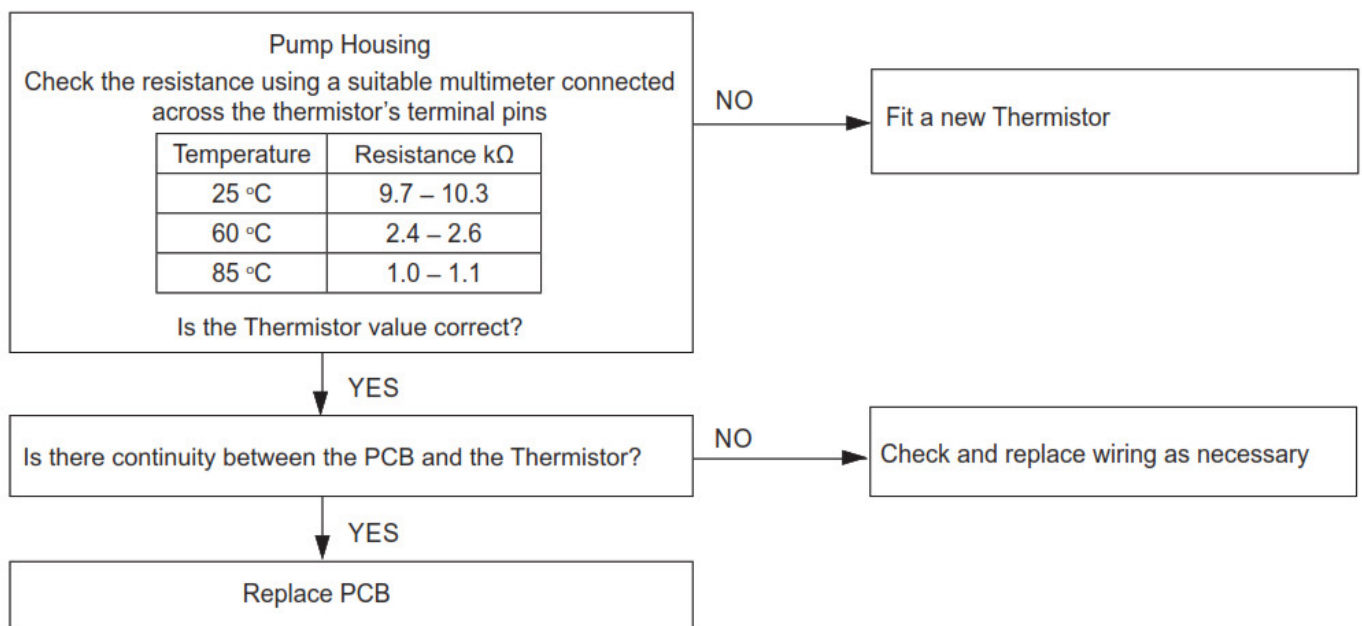 Pump Housing
Check the resistance using a suitable multimeter connected
across the thermistor’s terminal pins
Temperature Resistance kΩ
25 °C 9.7 – 10.3
60 °C 2.4 – 2.6
85 °C 1.0 – 1.1
Is the Thermistor value correct?
NO
Fit a new Thermistor
YES
Is there continuity between the PCB and the Thermistor?
NO
Check and replace wiring as necessary
YES
Replace PCB